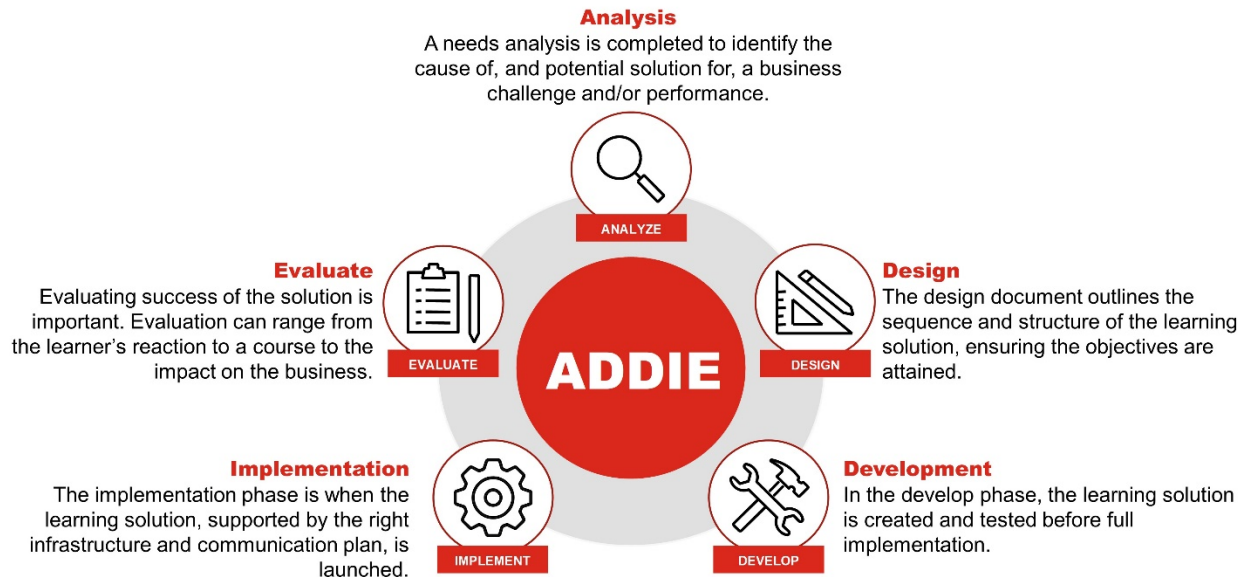 Analysis
A needs analysis is completed to identify the
cause of, and potential solution for, a business
challenge and/or performance.
ANALYZE
Design
The design document outlines the
sequence and structure of the learning
solution, ensuring the objectives are
attained.
DESIGN
Development
In the develop phase, the learning solution
is created and tested before full
implementation.
DEVELOP
Implementation
The implementation phase is when the
learning solution, supported by the right
infrastructure and communication plan, is
launched.
IMPLEMENT
Evaluate
Evaluating success of the solution is
important. Evaluation can range from
the learner’s reaction to a course to the
impact on the business.
EVALUATE
ADDIE